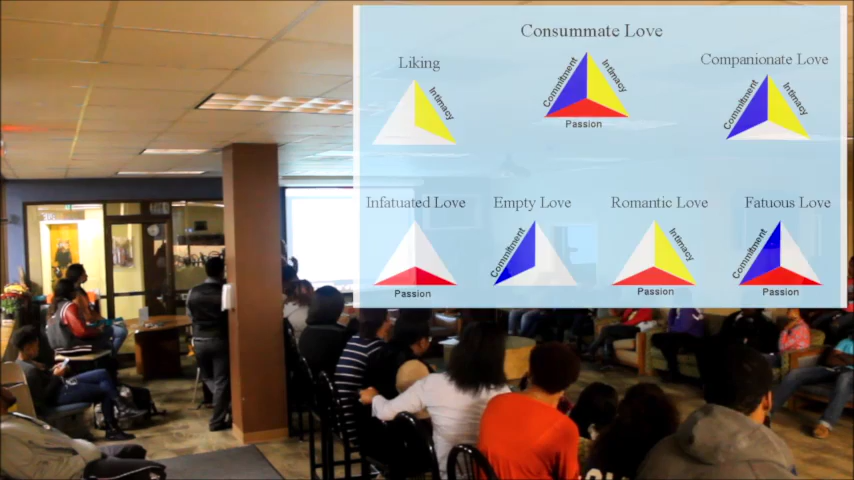 Consummate Love
Liking
Companionate Love
Intimacy
Commitment
Intimacy
Passion
Commitment
Intimacy
Infatuated Love
Empty Love
Romantic Love
Fatuous Love
Passion
Commitment
Intimacy
Passion
Commitment
Passion